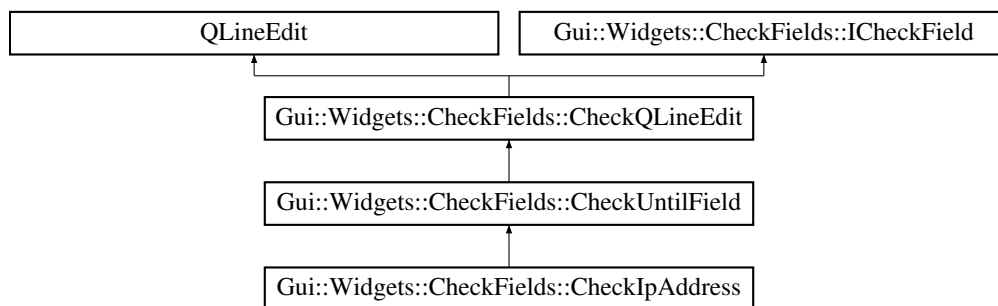 QLineEdit
Gui::Widgets::CheckFields::ICheckField
Gui::Widgets::CheckFields::CheckQLineEdit
Gui::Widgets::CheckFields::CheckUntilField
Gui::Widgets::CheckFields::CheckIpAddress